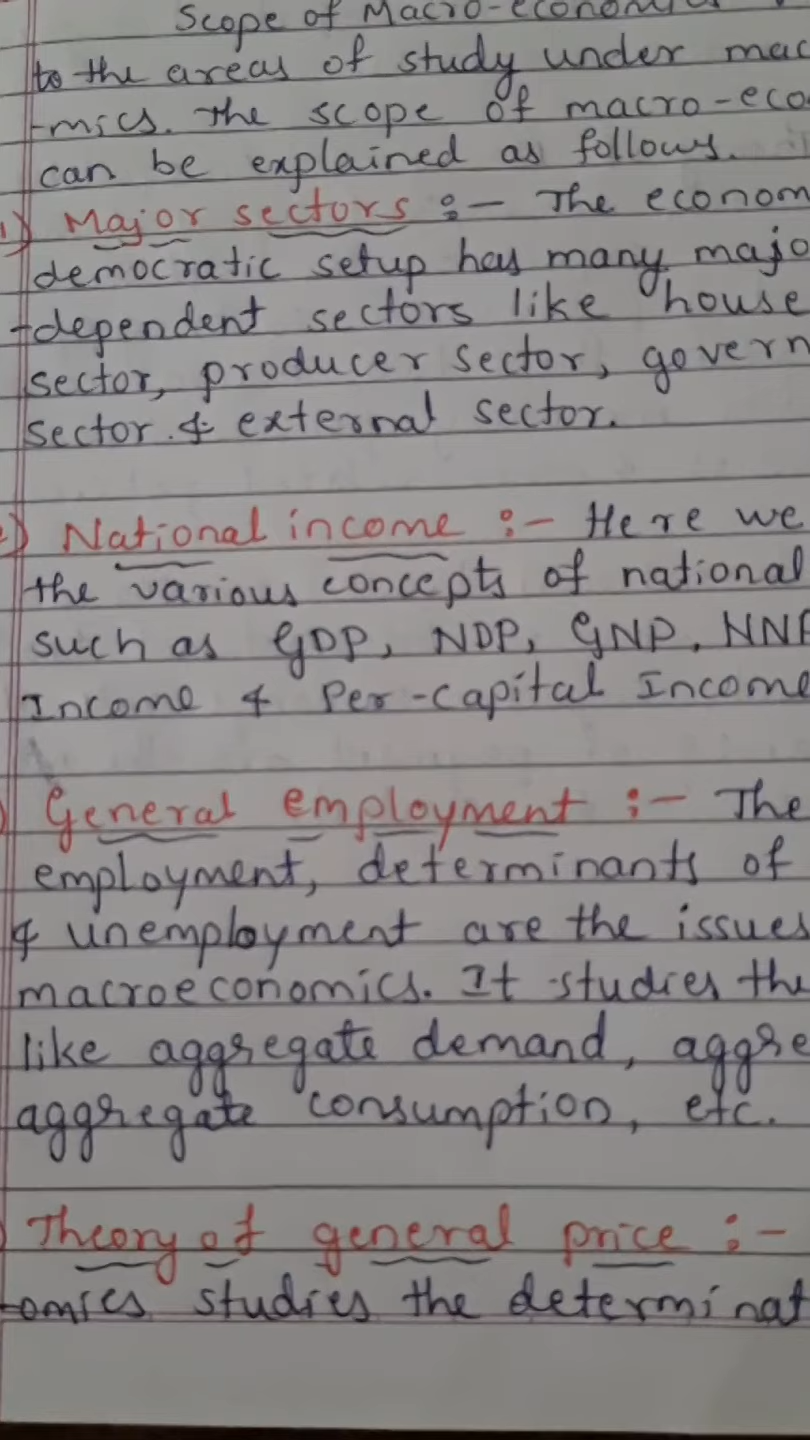 Scope of Macro-economics
to the areas of study under mac
-mics. The scope of macro-eco
can be explained as follows.
1) Major sectors :- The econom
democratic setup has many majo
-dependent sectors like house
sector, producer sector, govern
sector & external sector.
2) National income :- Here we
the various concepts of national
such as GDP, NDP, GNP, NNP
Income & Per-capital Income
) General employment :- The
employment, determinants of
& unemployment are the issues
macroeconomics. It studies the
like aggregate demand, aggre
aggregate consumption, etc.
) Theory of general price :-
omics studies the determinat